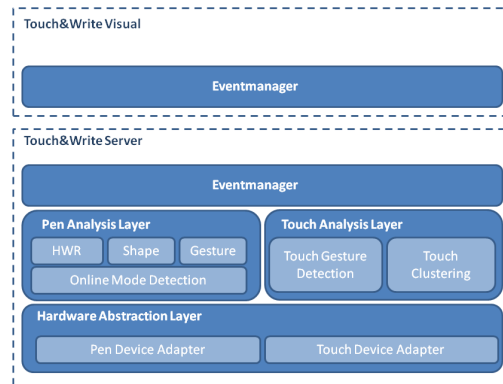 Touch&Write Visual
Eventmanager
Touch&Write Server
Eventmanager
Pen Analysis Layer
HWR Shape Gesture
Online Mode Detection
Touch Analysis Layer
Touch Gesture
Detection
Touch
Clustering
Hardware Abstraction Layer
Pen Device Adapter
Touch Device Adapter